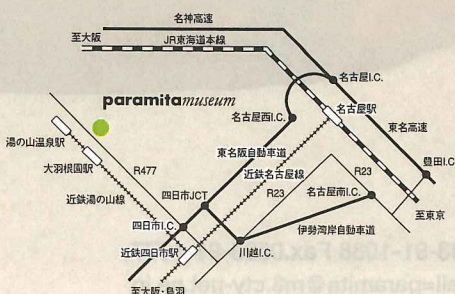 名神高速
至大阪
JR東海道本線
名古屋I.C.
paramitamuseum
名古屋駅
名古屋西I.C.
湯の山温泉駅
東名高速
大羽根園駅
東名阪自動車道
豊田I.C.
R477
近鉄名古屋線
R23
近鉄湯の山線
四日市JCT
R23
名古屋南I.C.
四日市I.C.
至東京
伊勢湾岸自動車道
近鉄四日市駅
川越I.C.
至大阪・鳥羽